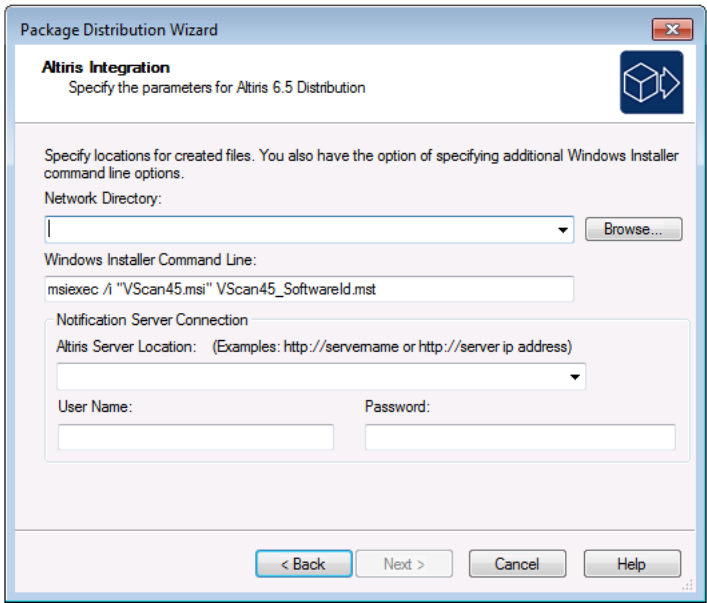 Package Distribution Wizard
Altiris Integration
Specify the parameters for Altiris 6.5 Distribution
Specify locations for created files. You also have the option of specifying additional Windows Installer
command line options.
Network Directory:
Browse...
Windows Installer Command Line:
msiexec /i "VScan45.msi" VScan45_SoftwareId.mst
Notification Server Connection
Altiris Server Location: (Examples: http://servername or http://server ip address)
User Name: Password:
< Back Next > Cancel Help